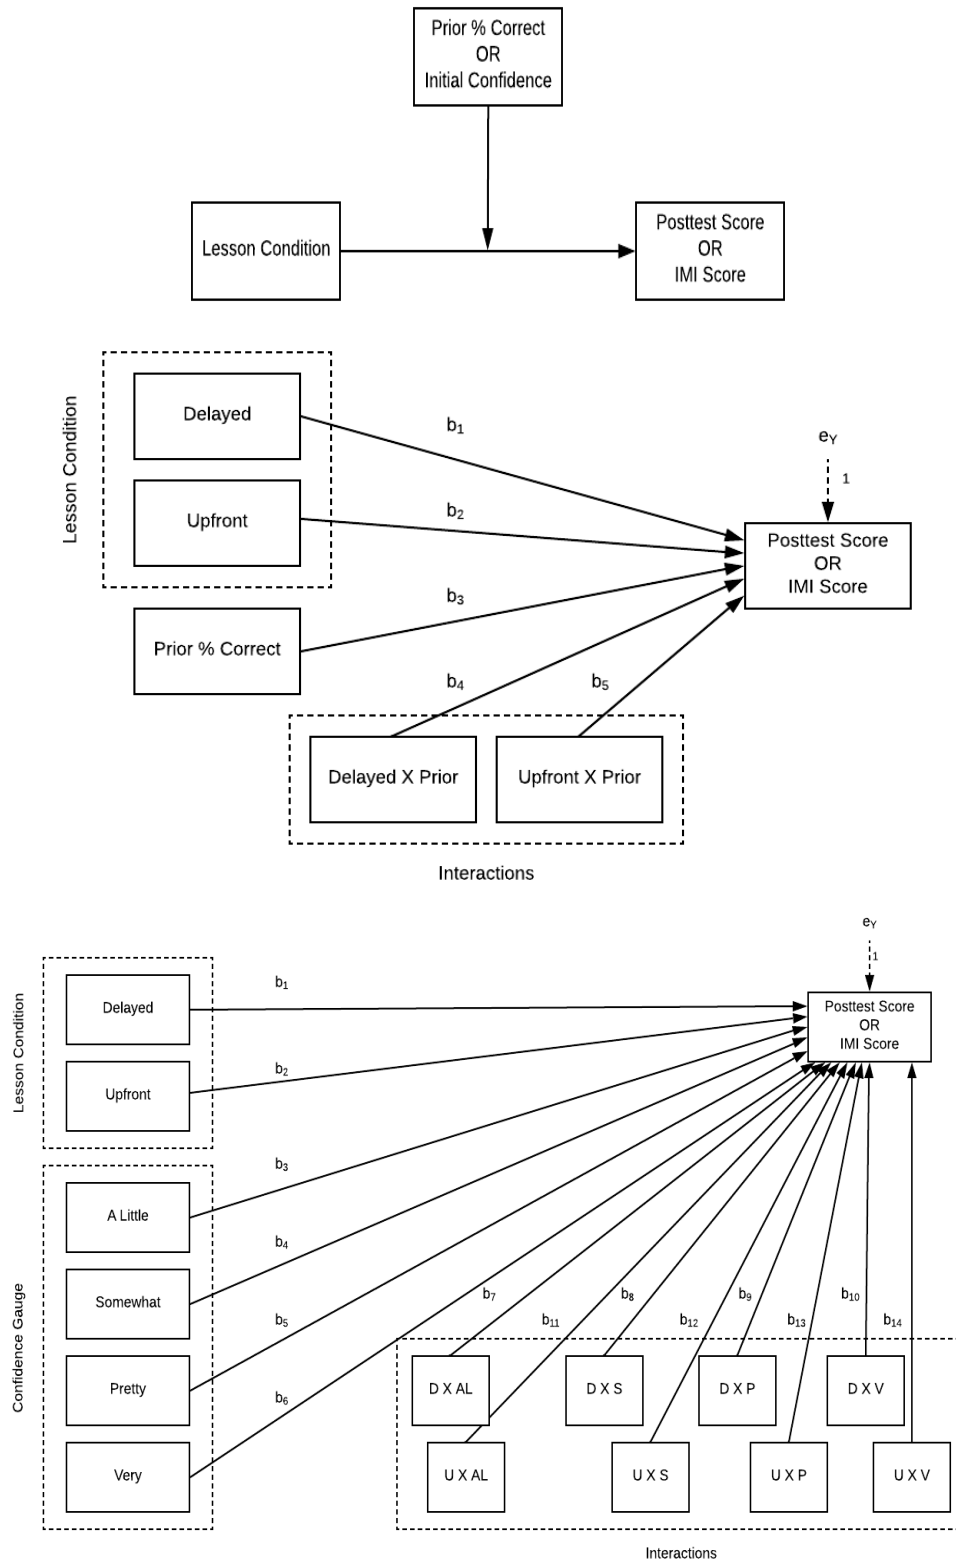 Prior % Correct
OR
Initial Confidence
Lesson Condition
Posttest Score
OR
IMI Score
Lesson Condition
Delayed
Upfront
Prior % Correct
b1
b2
b3
b4
b5
eY
1
Posttest Score
OR
IMI Score
Delayed X Prior
Upfront X Prior
Interactions
eY
1
Posttest Score
OR
IMI Score
Lesson Condition
Delayed
Upfront
b1
b2
Confidence Gauge
A Little
Somewhat
Pretty
Very
b3
b4
b5
b6
b7
b11
b8
b12
b9
b13
b10
b14
D X AL
D X S
D X P
D X V
U X AL
U X S
U X P
U X V
Interactions